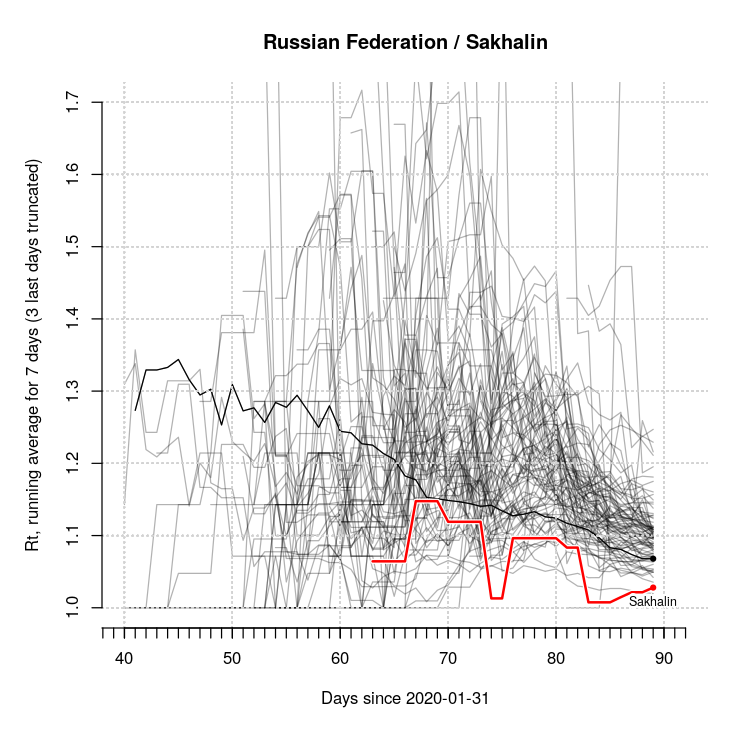 Russian Federation / Sakhalin
Rt, running average for 7 days (3 last days truncated)
1.7
1.6
1.5
1.4
1.3
1.2
1.1
1.0
Sakhalin
40 50 60 70 80 90
Days since 2020-01-31